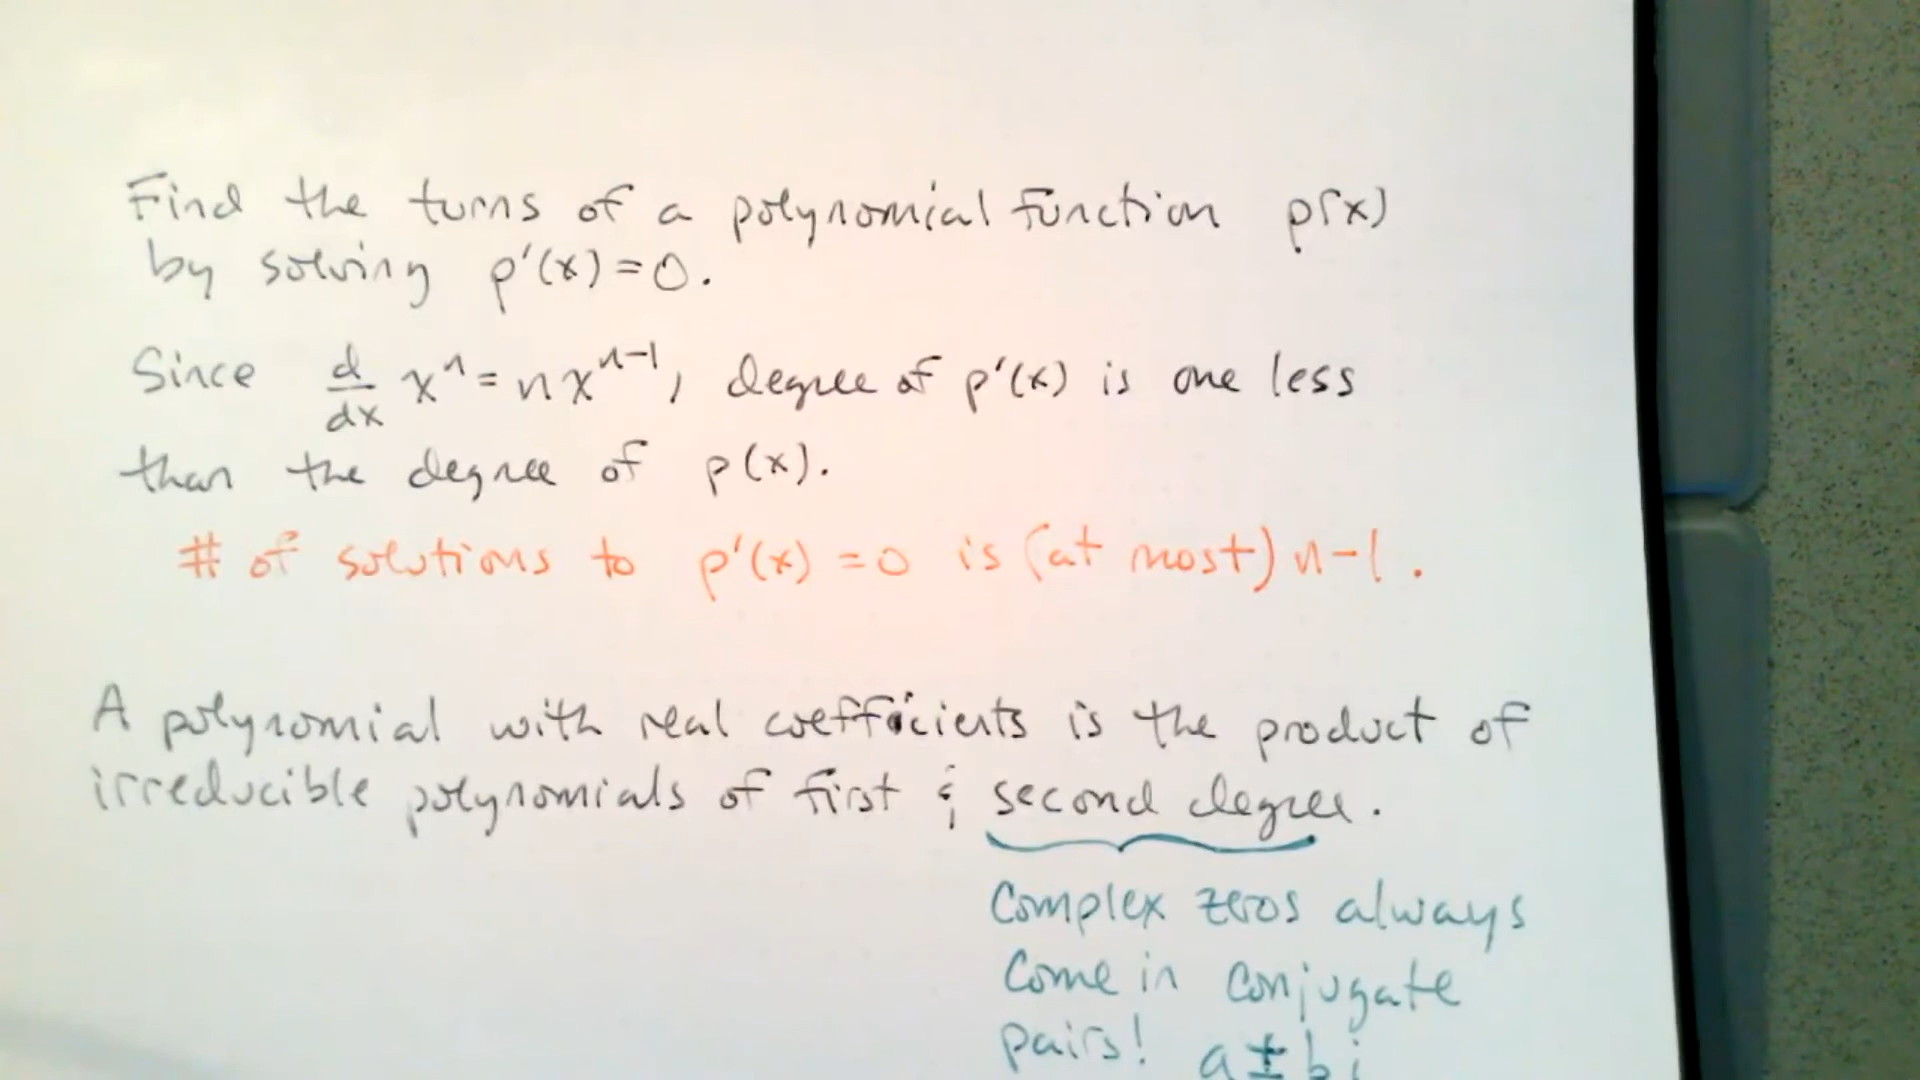 Find the turns of a polynomial function p(x)
by solving p'(x)=0.
Since d/dx x^n = nx^{n-1}, degree of p'(x) is one less
than the degree of p(x).
# of solutions to p'(x) = 0 is (at most) n-1.
A polynomial with real coefficients is the product of
irreducible polynomials of first & second degree.
Complex zeros always
come in conjugate
pairs! a ± bi